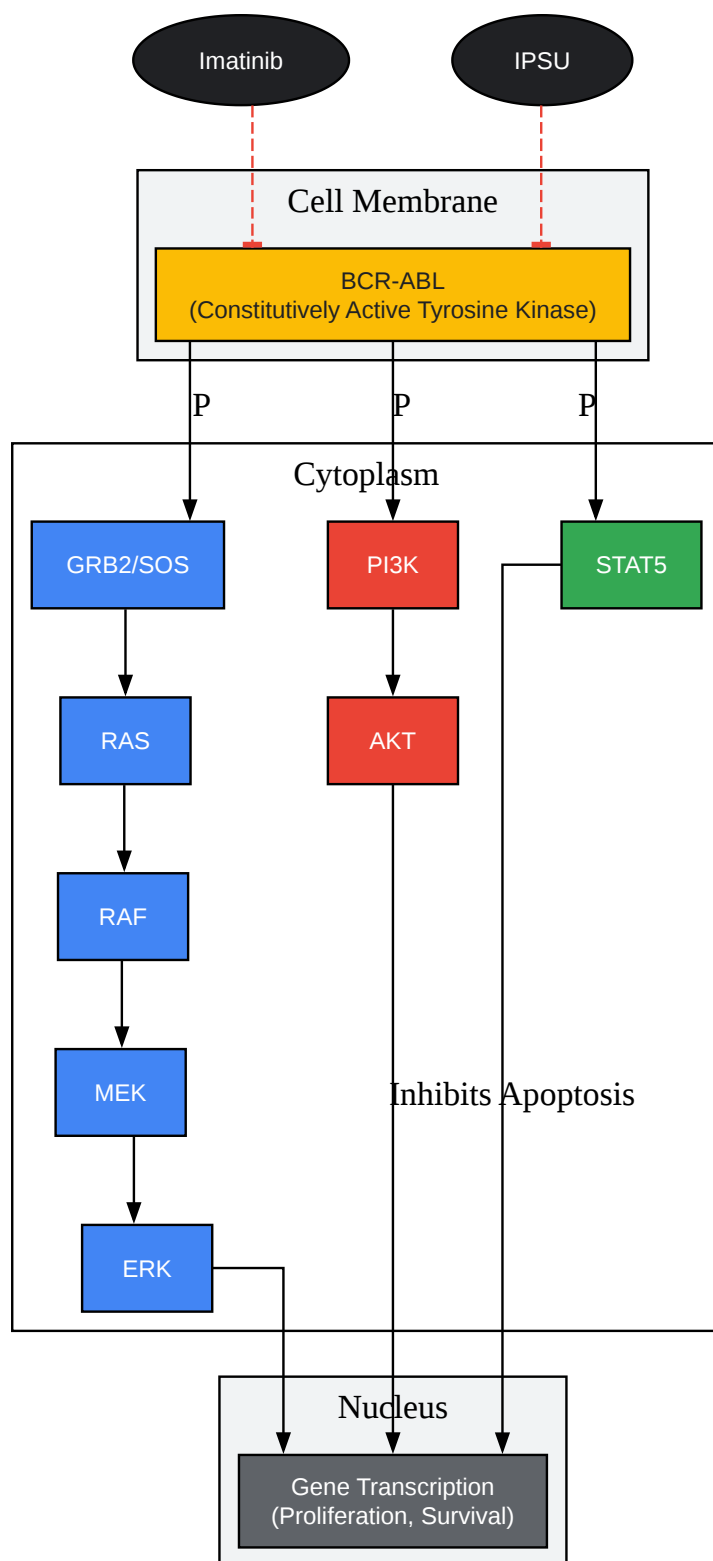 Imatinib
IPSU
Cell Membrane
BCR-ABL
(Constitutively Active Tyrosine Kinase)
P
P
P
Cytoplasm
GRB2/SOS
PI3K
STAT5
RAS
AKT
RAF
MEK
Inhibits Apoptosis
ERK
Nucleus
Gene Transcription
(Proliferation, Survival)